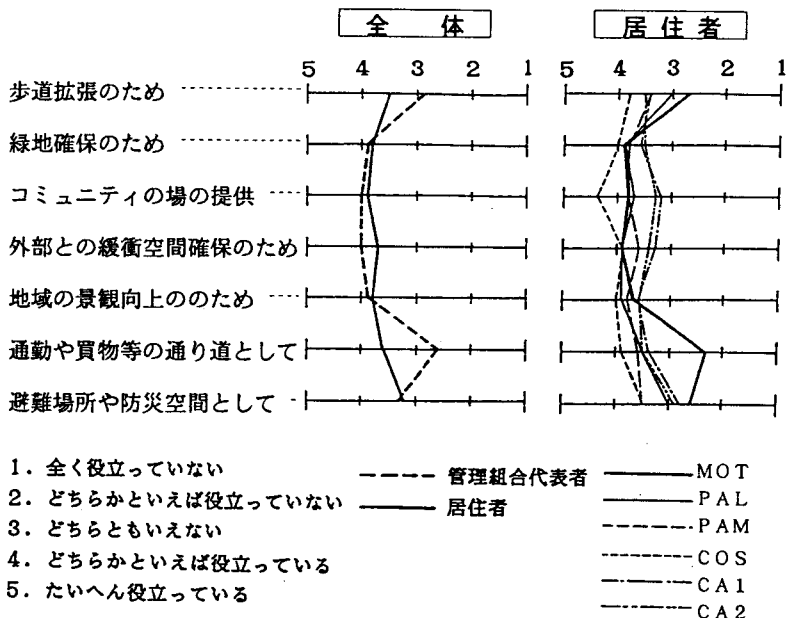 全 体
居住者
5 4 3 2 1
5 4 3 2 1
歩道拡張のため
緑地確保のため
コミュニティの場の提供
外部との緩衝空間確保のため
地域の景観向上ののため
通勤や買物等の通り道として
避難場所や防災空間として
1. 全く役立っていない
2. どちらかといえば役立っていない
3. どちらともいえない
4. どちらかといえば役立っている
5. たいへん役立っている
管理組合代表者
居住者
MOT
PAL
PAM
COS
CA1
CA2